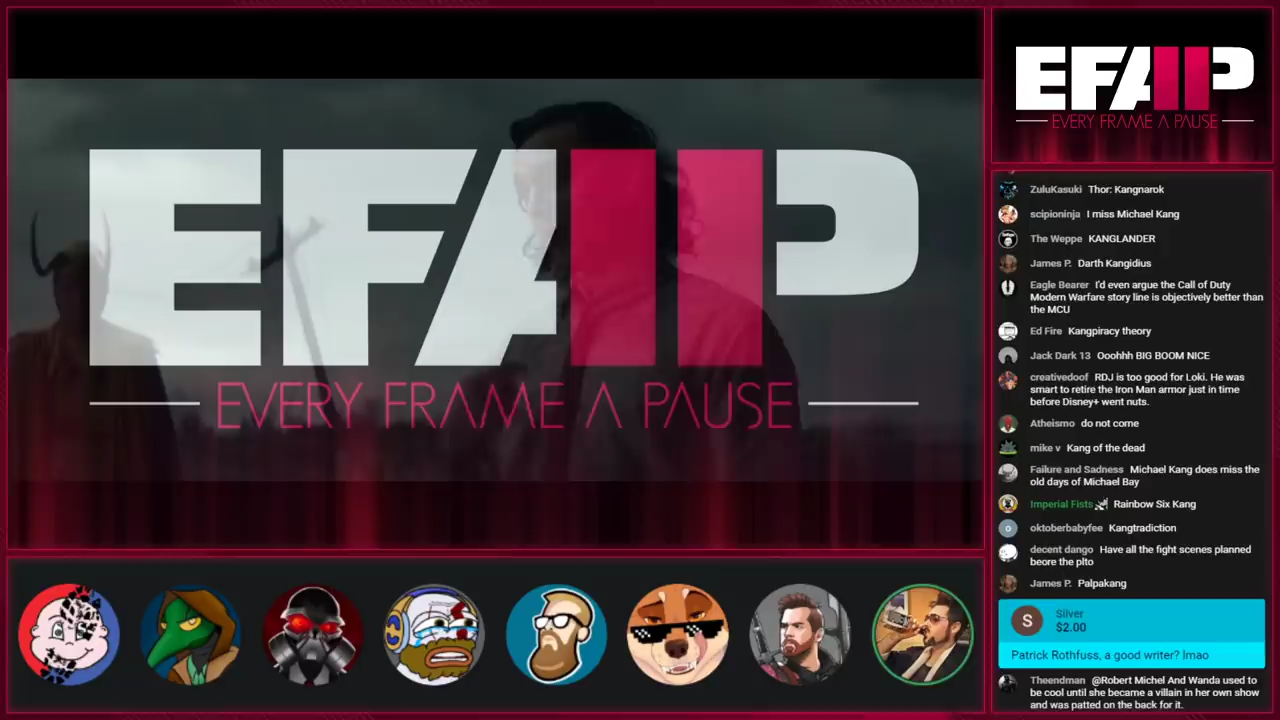 EFAP
EVERY FRAME A PAUSE
EFAP
EVERY FRAME A PAUSE
ZuluKasuki Thor: Kangnarok
scipioninja I miss Michael Kang
The Weppe KANGLANDER
James P. Darth Kangidius
Eagle Bearer I'd even argue the Call of Duty
Modern Warfare story line is objectively better than
the MCU
Ed Fire Kangpiracy theory
Jack Dark 13 Ooohhh BIG BOOM NICE
creativedoof RDJ is too good for Loki. He was
smart to retire the Iron Man armor just in time
before Disney+ went nuts.
Atheismo do not come
mike v Kang of the dead
Failure and Sadness Michael Kang does miss the
old days of Michael Bay
Imperial Fists Rainbow Six Kang
oktoberbabyfee Kangtradiction
decent dango Have all the fight scenes planned
beore the plto
James P. Palpakang
S
Silver
$2.00
Patrick Rothfuss, a good writer? lmao
Theendman @Robert Michel And Wanda used to
be cool until she became a villain in her own show
and was patted on the back for it.